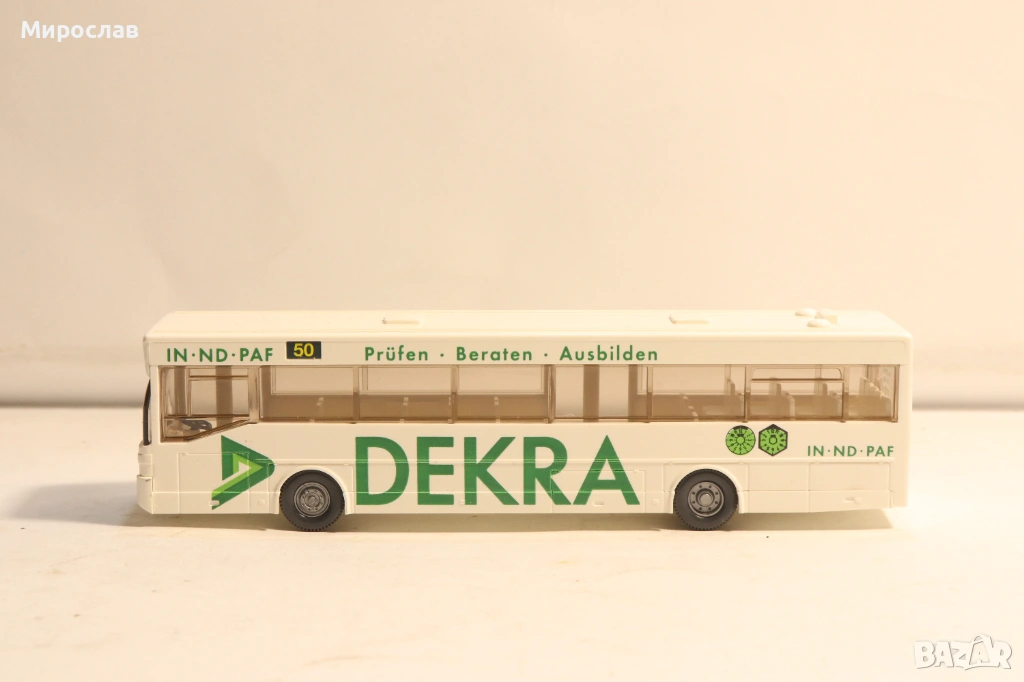 Мирослав
IN·ND·PAF 50 Prüfen · Beraten · Ausbilden
DEKRA
IN·ND·PAF
BAZAR